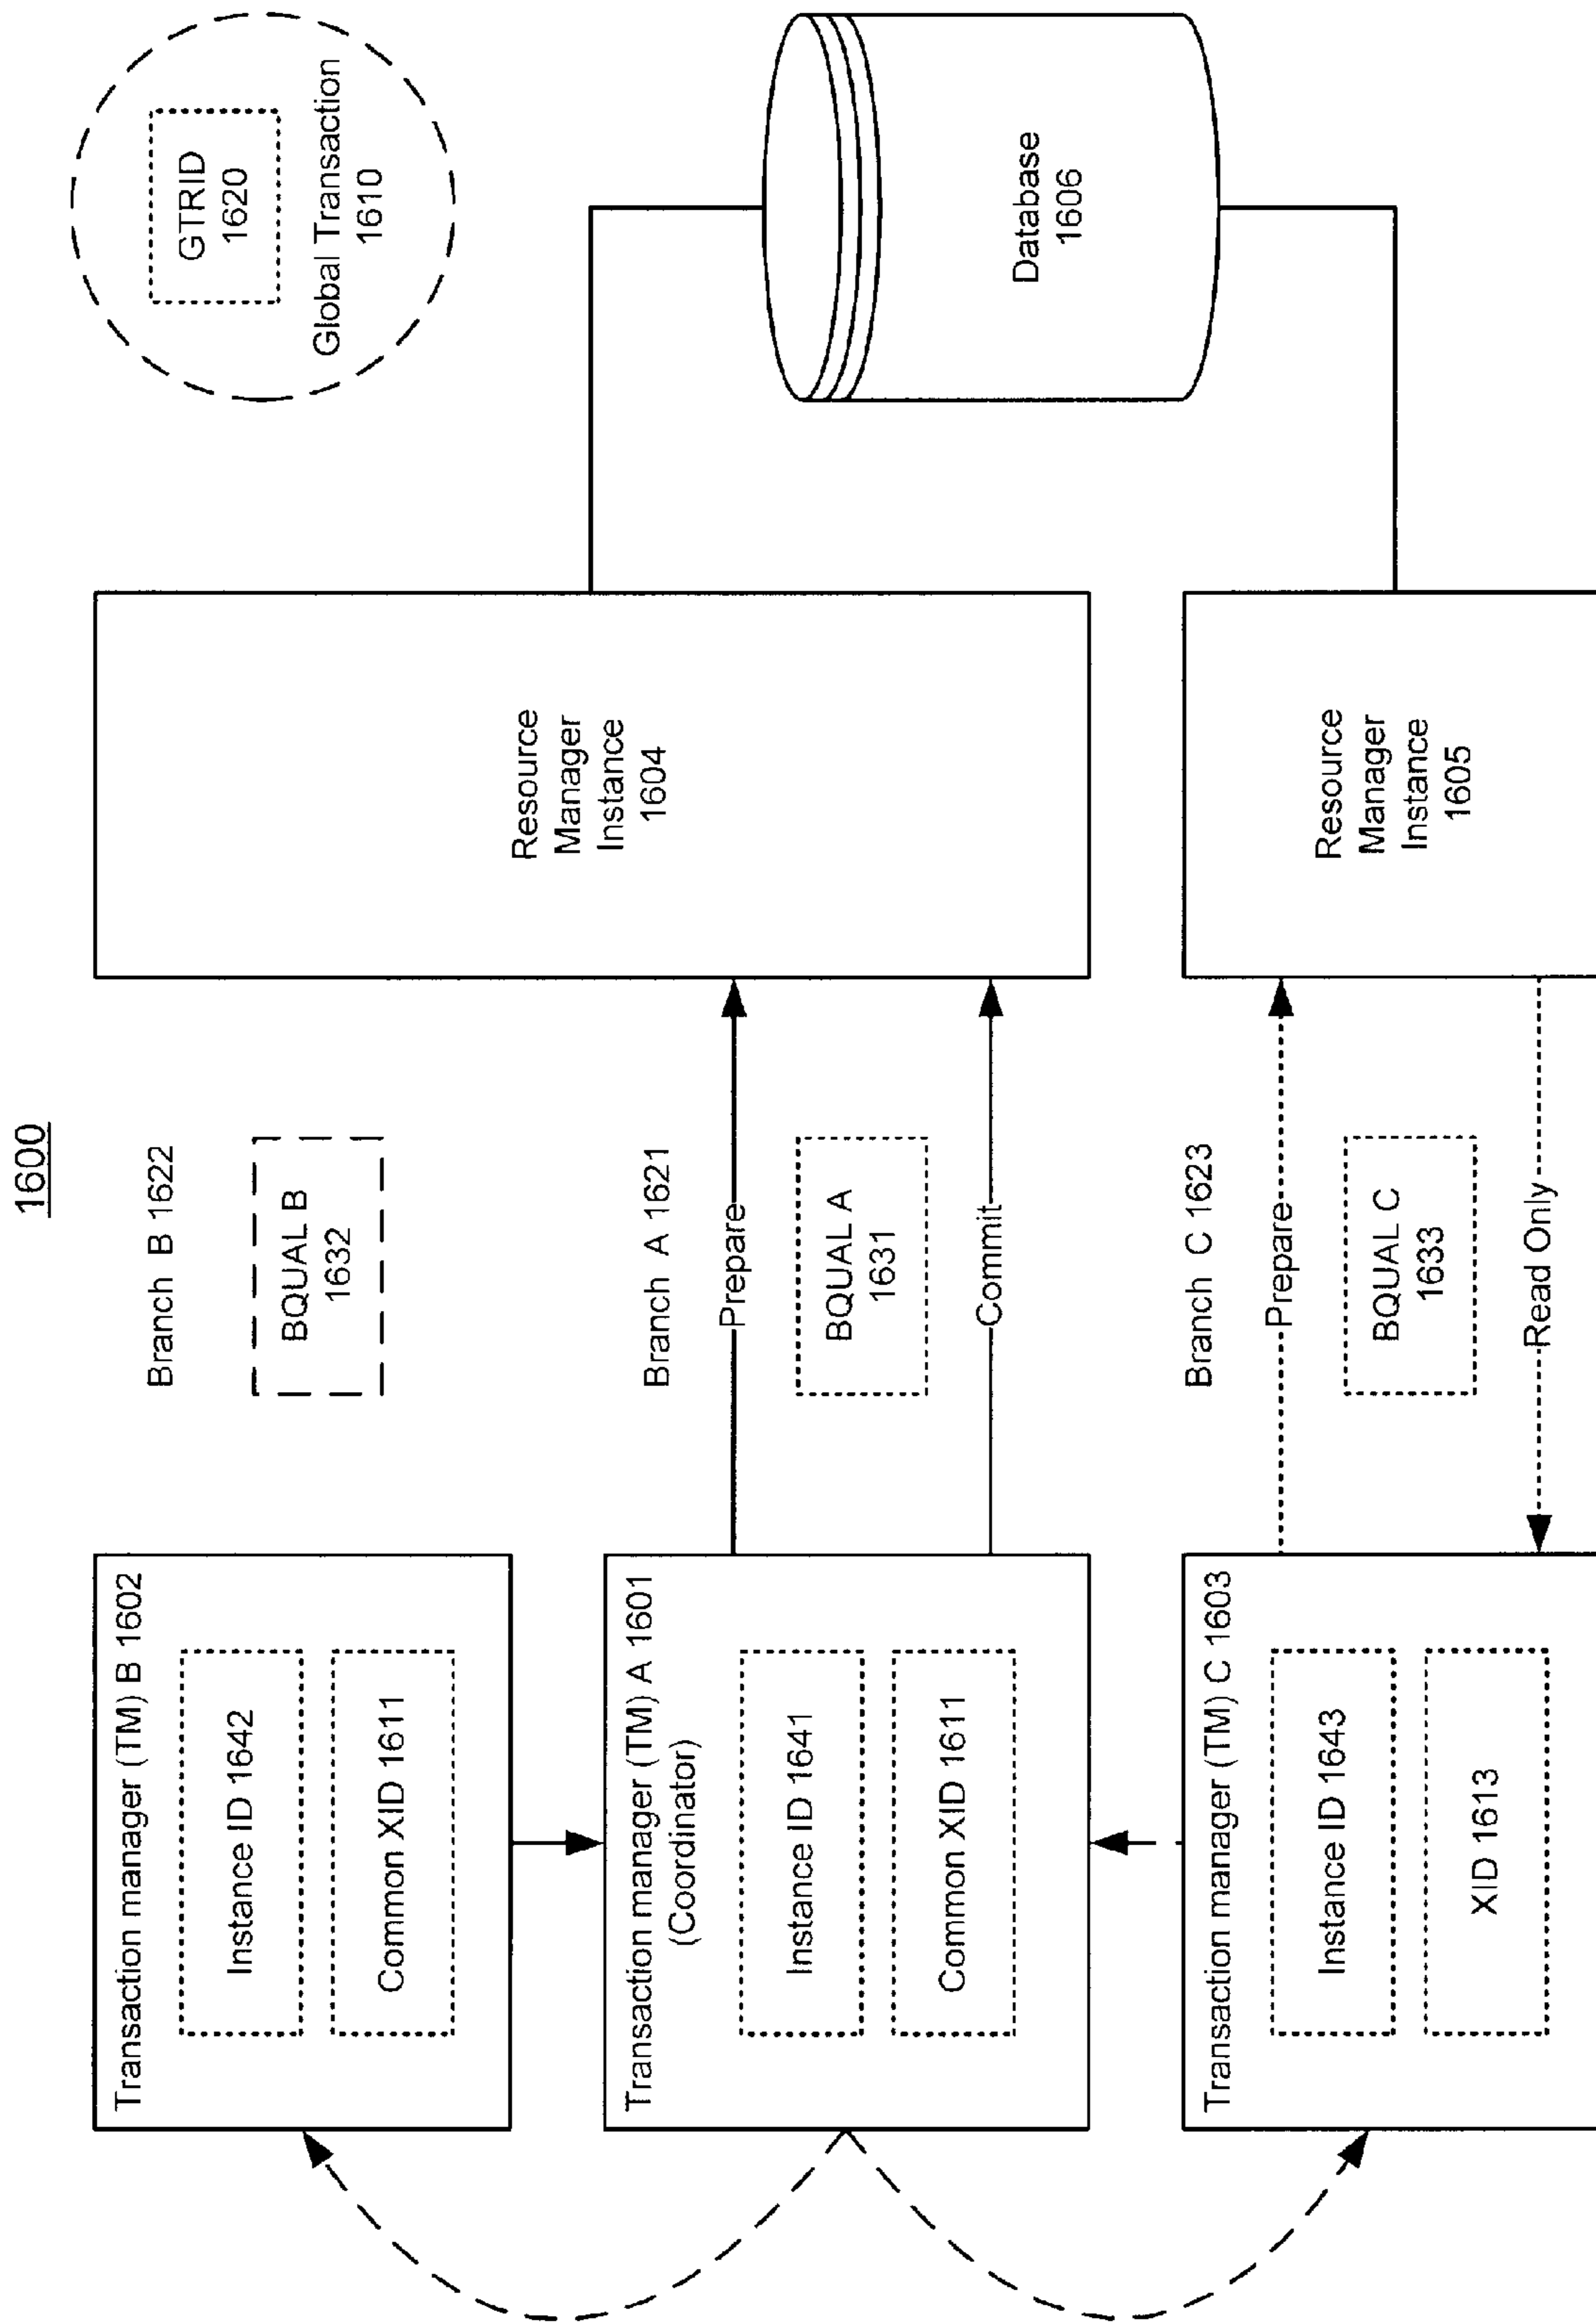 1600
Transaction manager (TM) B 1602
Instance ID 1642
Common XID 1611
Branch B 1622
BQUAL B
1632
GTRID
1620
Global Transaction
1610
Transaction manager (TM) A 1601
(Coordinator)
Instance ID 1641
Common XID 1611
Branch A 1621
Prepare
BQUAL A
1631
Commit
Resource
Manager
Instance
1604
Database
1606
Transaction manager (TM) C 1603
Instance ID 1643
XID 1613
Branch C 1623
Prepare
BQUAL C
1633
Read Only
Resource
Manager
Instance
1605